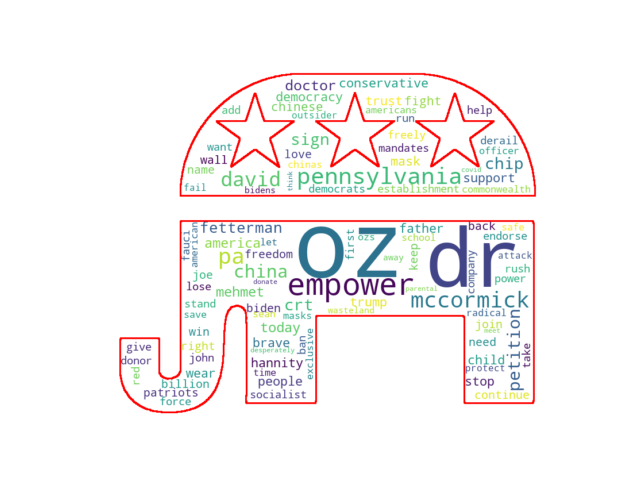 doctor conservative
democracy
chinese trust fight
add outsider americans help
run
sign freely derail
want love mandates officer
wall chinas mask covid chip
name david think pennsylvania support
fail bidens democrats establishment commonwealth
fetterman oz dr father back safe
fauci american america let first ozs school endorse
pa freedom keep company attack
joe china away rush
lose donate empower parental power
mehmet mccormick
stand biden crt trump
save sean masks wasteland radical
today join meet
win brave ban exclusive petition need
give right desperately take
donor john hannity child
red wear time protect
billion people stop
patriots socialist continue
force